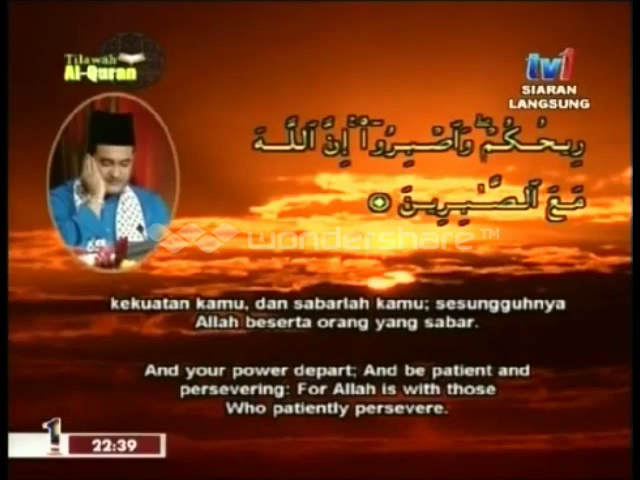 Tilawah
Al-Quran
tv1
SIARAN
LANGSUNG
رِيحُكُمْ ۖ وَٱصْبِرُوٓا۟ ۚ إِنَّ ٱللَّهَ
مَعَ ٱلصَّـٰبِرِينَ
wondershare™
kekuatan kamu, dan sabarlah kamu; sesungguhnya
Allah beserta orang yang sabar.
And your power depart; And be patient and
persevering: For Allah is with those
Who patiently persevere.
1
22:39